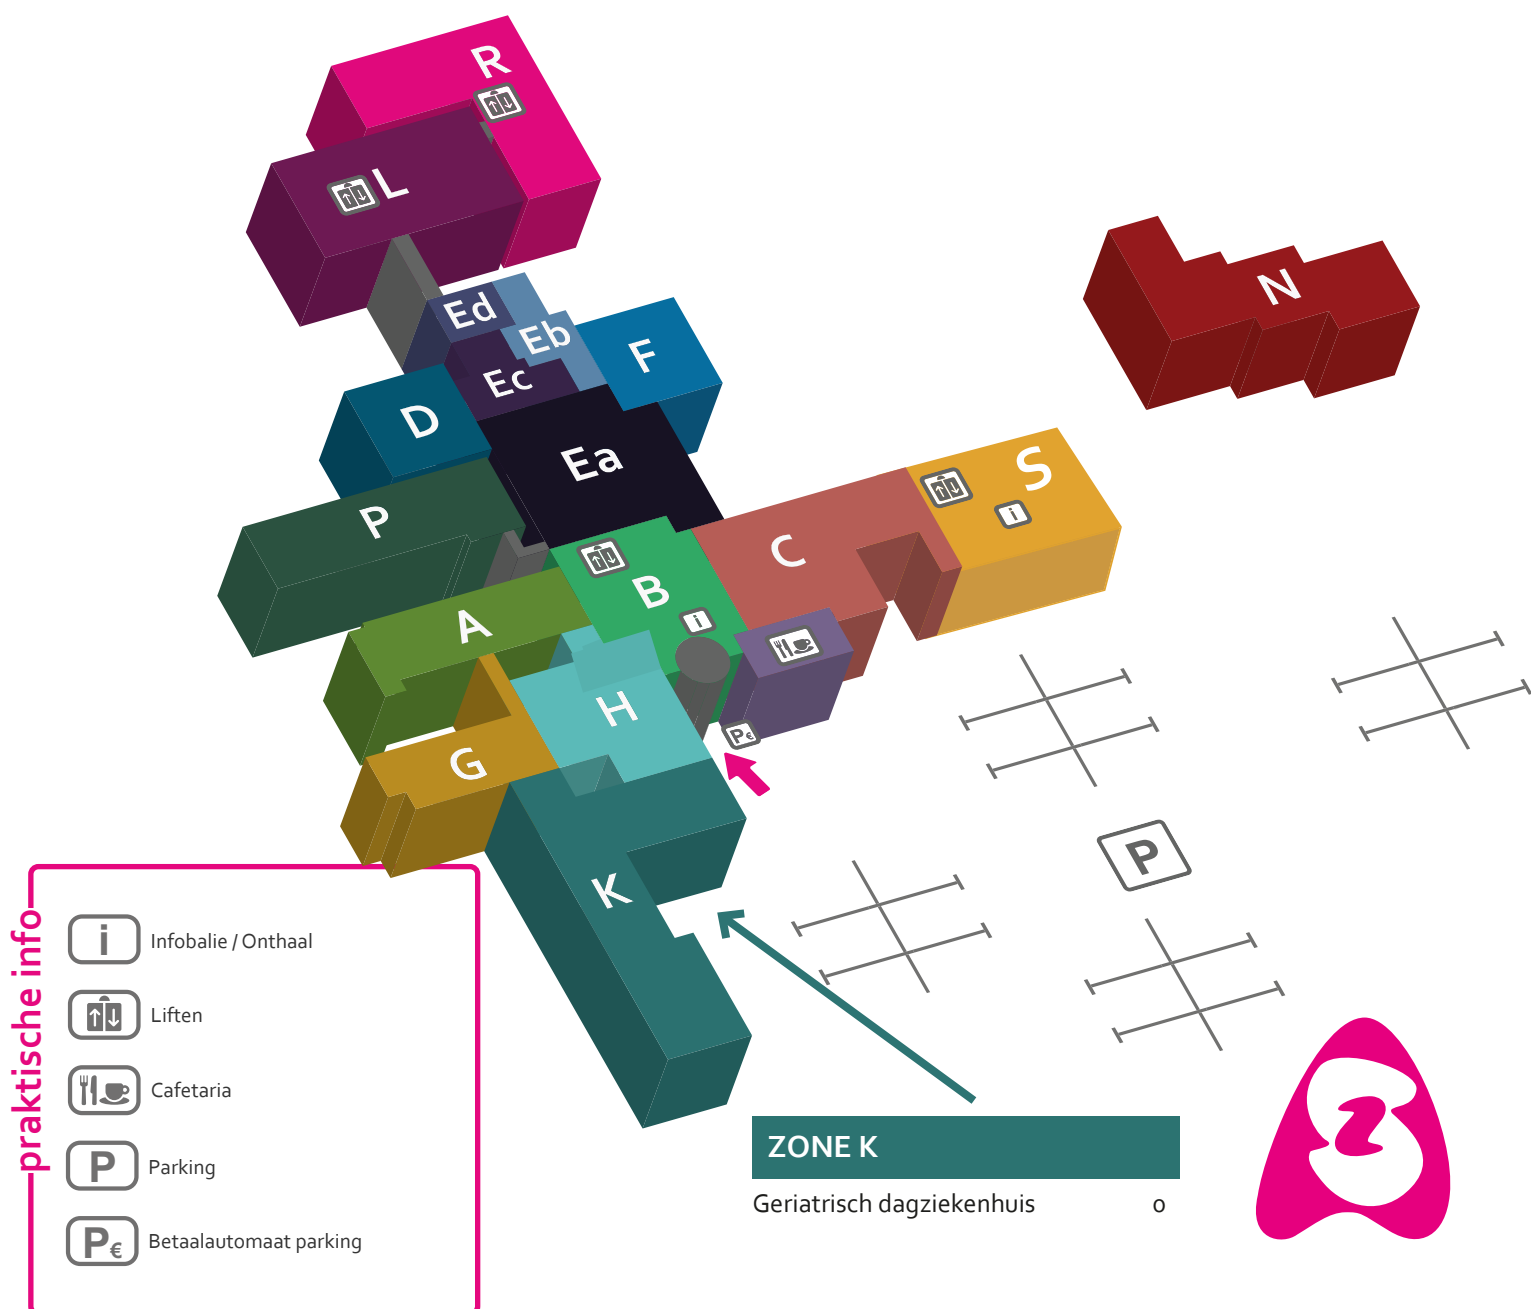 R
L
N
Ed
Eb
F
Ec
D
Ea
S
i
P
C
B
A
i
H
P€
G
P
K
praktische info
i Infobalie / Onthaal
Liften
Cafetaria
P Parking
P€ Betaalautomaat parking
ZONE K
Geriatrisch dagziekenhuis 0